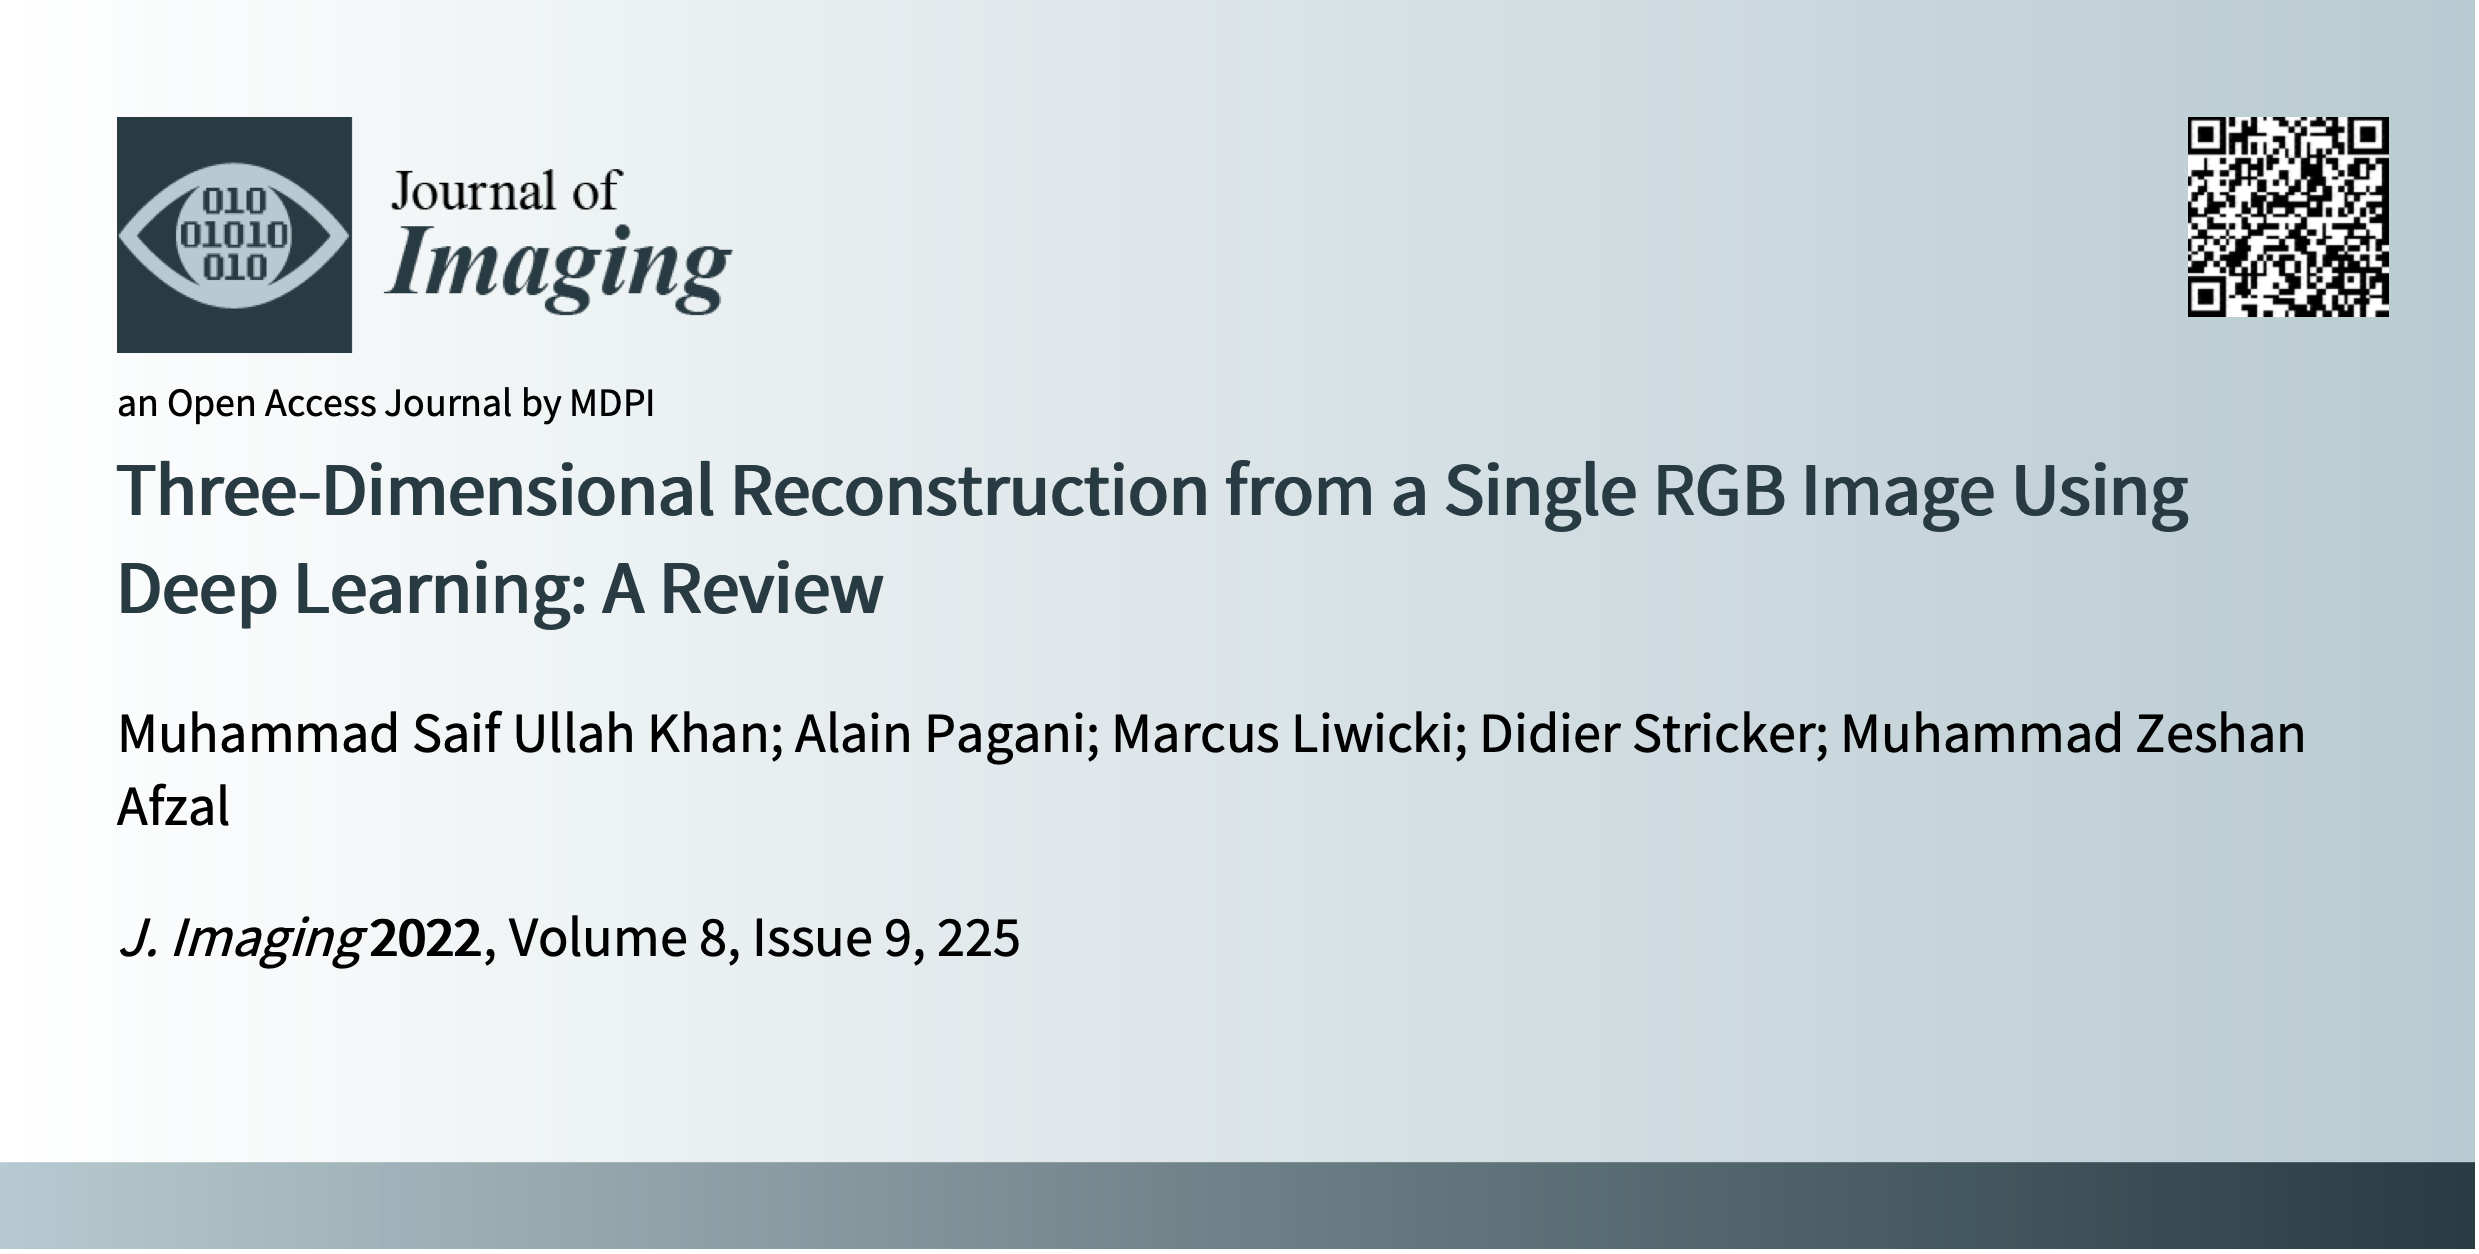 010
01010
010
Journal of
Imaging
an Open Access Journal by MDPI
Three-Dimensional Reconstruction from a Single RGB Image Using
Deep Learning: A Review
Muhammad Saif Ullah Khan; Alain Pagani; Marcus Liwicki; Didier Stricker; Muhammad Zeshan
Afzal
J. Imaging 2022, Volume 8, Issue 9, 225